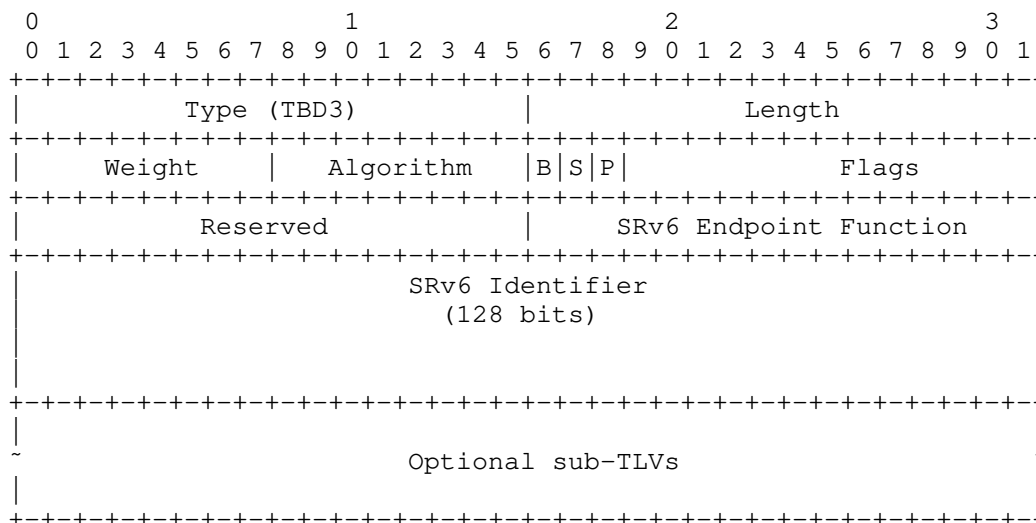 0                   1                   2                   3
 0 1 2 3 4 5 6 7 8 9 0 1 2 3 4 5 6 7 8 9 0 1 2 3 4 5 6 7 8 9 0 1
+-+-+-+-+-+-+-+-+-+-+-+-+-+-+-+-+-+-+-+-+-+-+-+-+-+-+-+-+-+-+-+-
|          Type (TBD3)          |             Length
+-+-+-+-+-+-+-+-+-+-+-+-+-+-+-+-+-+-+-+-+-+-+-+-+-+-+-+-+-+-+-+-
|     Weight    |   Algorithm   |B|S|P|             Flags
+-+-+-+-+-+-+-+-+-+-+-+-+-+-+-+-+-+-+-+-+-+-+-+-+-+-+-+-+-+-+-+-
|           Reserved            |     SRv6 Endpoint Function
+-+-+-+-+-+-+-+-+-+-+-+-+-+-+-+-+-+-+-+-+-+-+-+-+-+-+-+-+-+-+-+-
|                        SRv6 Identifier
|                          (128 bits)
|
|
+-+-+-+-+-+-+-+-+-+-+-+-+-+-+-+-+-+-+-+-+-+-+-+-+-+-+-+-+-+-+-+-
|
~                        Optional sub-TLVs
|
+-+-+-+-+-+-+-+-+-+-+-+-+-+-+-+-+-+-+-+-+-+-+-+-+-+-+-+-+-+-+-+-